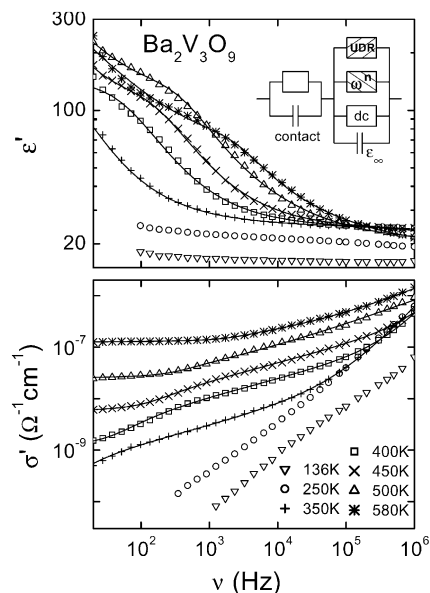 300
Ba₂V₃O₉
UDR
ωⁿ
dc
ε∞
contact
100
20
ε'
10⁻⁷
10⁻⁹
σ' (Ω⁻¹cm⁻¹)
136K
250K
350K
400K
450K
500K
580K
10² 10³ 10⁴ 10⁵ 10⁶
ν (Hz)